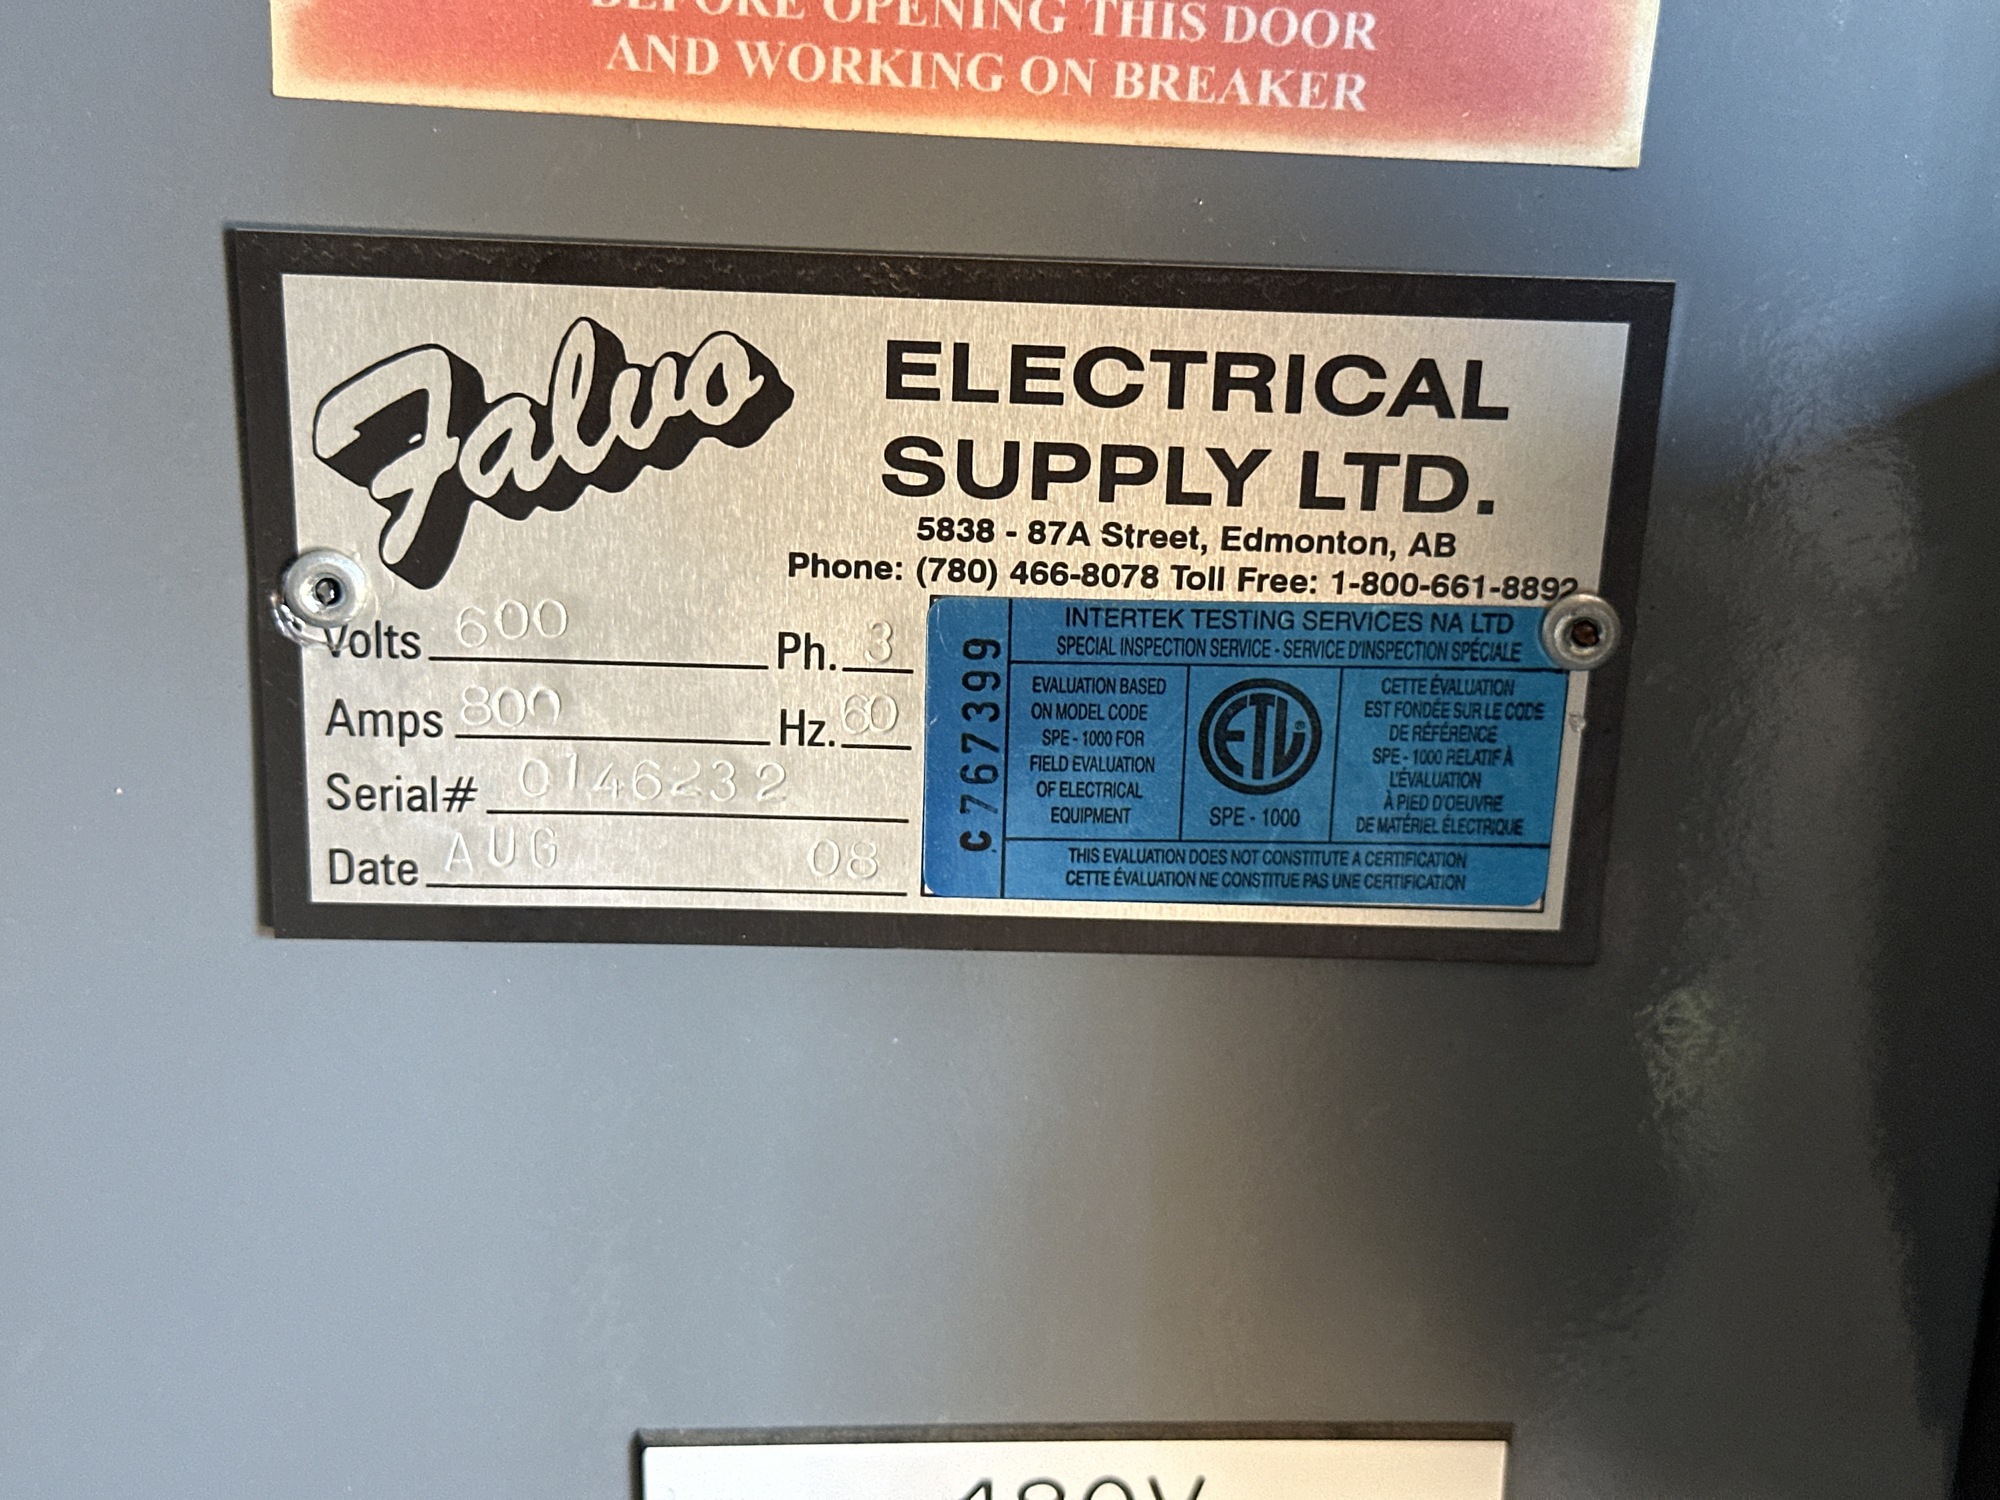 BEFORE OPENING THIS DOOR
AND WORKING ON BREAKER
Falvo
ELECTRICAL
SUPPLY LTD.
5838 - 87A Street, Edmonton, AB
Phone: (780) 466-8078 Toll Free: 1-800-661-8892
Volts 600 Ph. 3
Amps 800 Hz. 60
Serial# 0146232
Date AUG 08
C767399
INTERTEK TESTING SERVICES NA LTD
SPECIAL INSPECTION SERVICE - SERVICE D'INSPECTION SPÉCIALE
EVALUATION BASED
ON MODEL CODE
SPE - 1000 FOR
FIELD EVALUATION
OF ELECTRICAL
EQUIPMENT
ETL
SPE - 1000
CETTE ÉVALUATION
EST FONDÉE SUR LE CODE
DE RÉFÉRENCE
SPE - 1000 RELATIF À
L'ÉVALUATION
À PIED D'OEUVRE
DE MATÉRIEL ÉLECTRIQUE
THIS EVALUATION DOES NOT CONSTITUTE A CERTIFICATION
CETTE ÉVALUATION NE CONSTITUE PAS UNE CERTIFICATION
480V